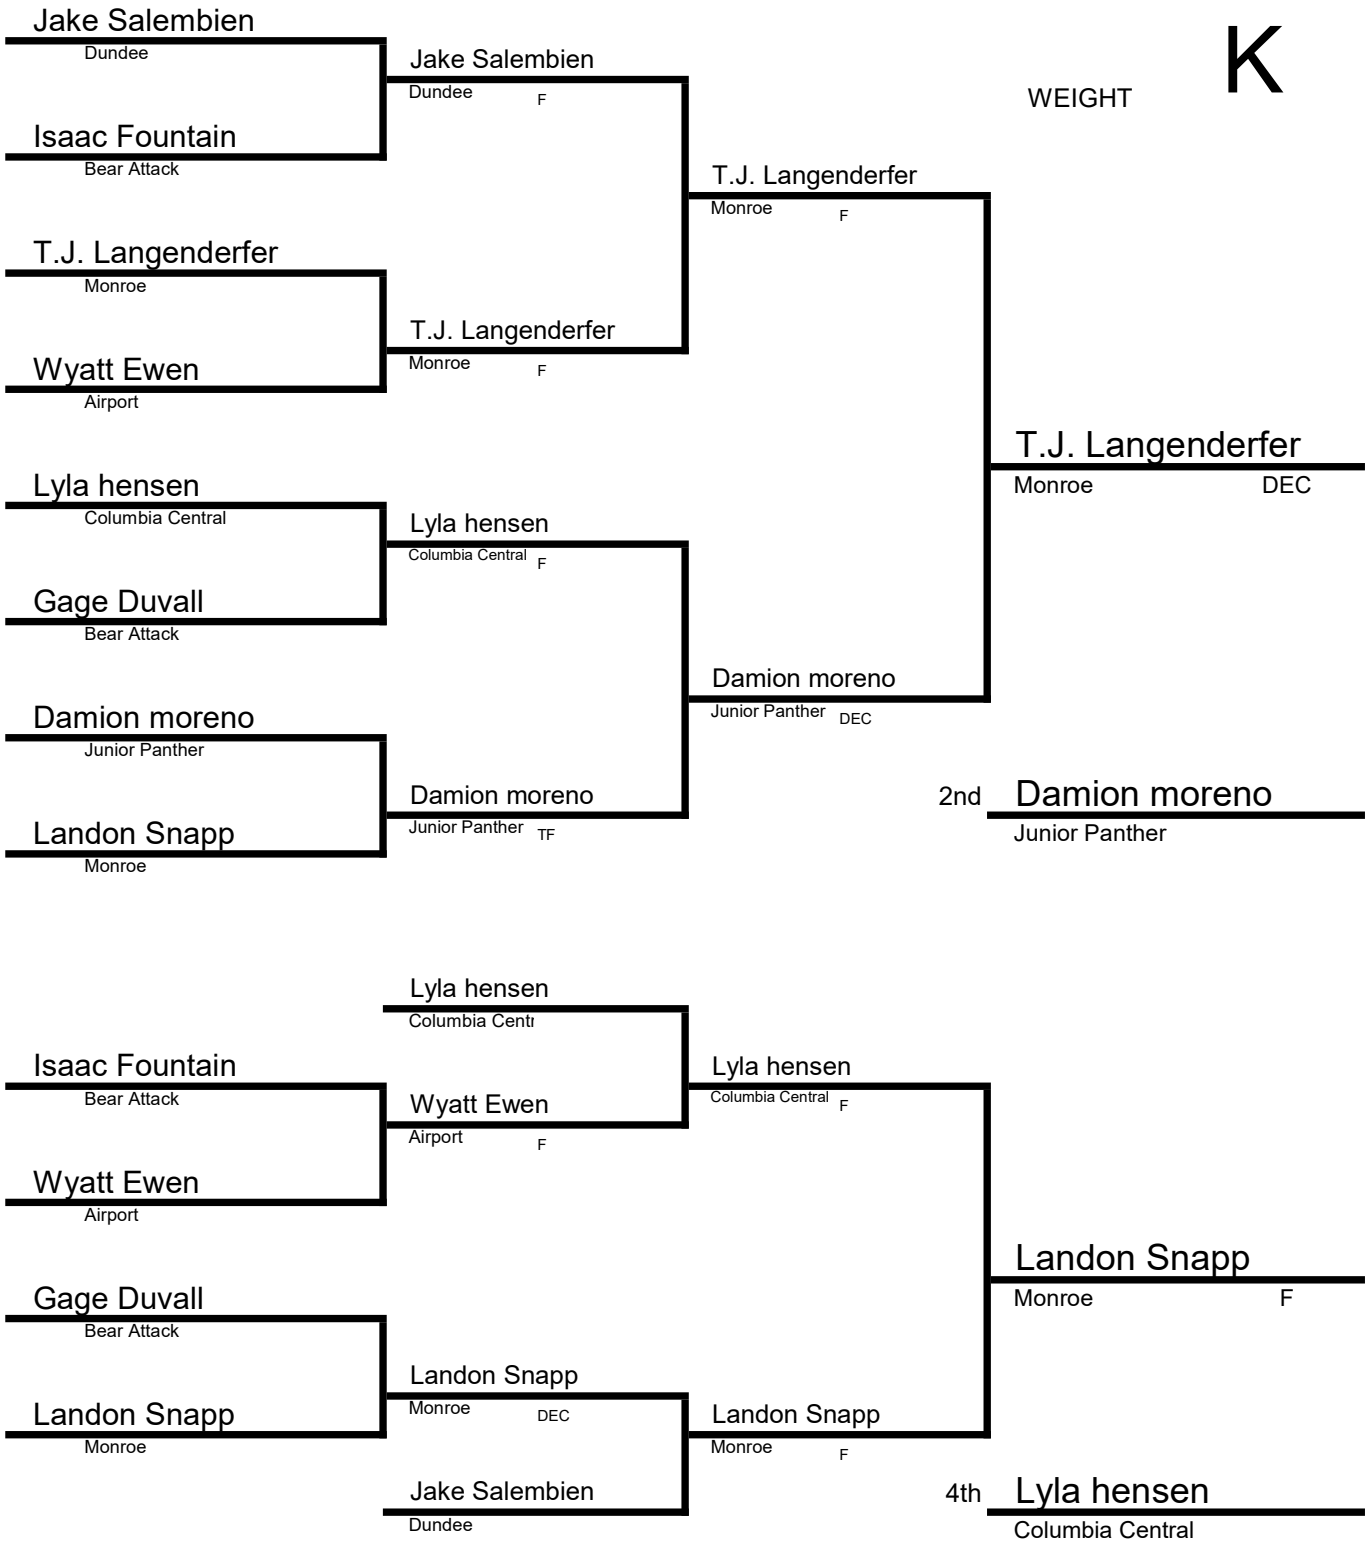 Jake Salembien
Dundee
Jake Salembien
Dundee F
K
WEIGHT
Isaac Fountain
Bear Attack
T.J. Langenderfer
Monroe F
T.J. Langenderfer
Monroe
T.J. Langenderfer
Monroe F
Wyatt Ewen
Airport
T.J. Langenderfer
Monroe DEC
Lyla hensen
Columbia Central
Lyla hensen
Columbia Central F
Gage Duvall
Bear Attack
Damion moreno
Junior Panther DEC
Damion moreno
Junior Panther
Damion moreno
Junior Panther TF
2nd Damion moreno
Junior Panther
Landon Snapp
Monroe
Lyla hensen
Columbia Centr
Isaac Fountain
Bear Attack
Lyla hensen
Columbia Central F
Wyatt Ewen
Airport F
Wyatt Ewen
Airport
Landon Snapp
Monroe F
Gage Duvall
Bear Attack
Landon Snapp
Monroe DEC
Landon Snapp
Monroe
Landon Snapp
Monroe F
Jake Salembien
Dundee
4th Lyla hensen
Columbia Central